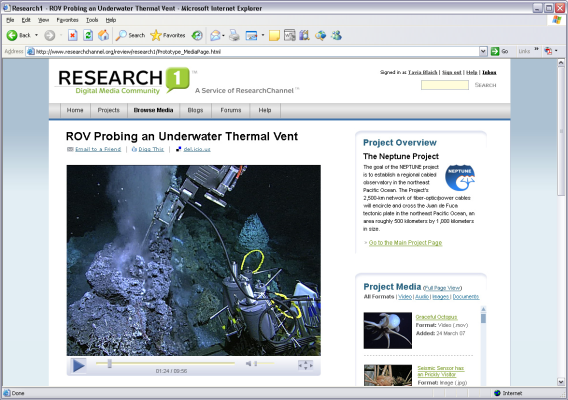 Research1 - ROV Probing an Underwater Thermal Vent - Microsoft Internet Explorer
File Edit View Favorites Tools Help
Back Search Favorites
Address http://www.researchchannel.org/review/research1/Prototype_MediaPage.html Go Links »
RESEARCH 1 ™
Digital Media Community
A Service of ResearchChannel™
Signed in as Tavia Blaich | Sign out | Help | Inbox
SEARCH
Home Projects Browse Media Blogs Forums Help
ROV Probing an Underwater Thermal Vent
Email to a Friend | Digg This | del.icio.us
01:24 / 09:56
Project Overview
The Neptune Project
The goal of the NEPTUNE project
is to establish a regional cabled
observatory in the northeast
Pacific Ocean. The Project's
2,500-km network of fiber-optic/power cables
will encircle and cross the Juan de Fuca
tectonic plate in the northeast Pacific Ocean, an
area roughly 500 kilometers by 1,000 kilometers
in size.
NEPTUNE
» Go to the Main Project Page
Project Media (Full Page View)
All Formats | Video | Audio | Images | Documents
Graceful Octopus
Format: Video (.mov)
Added: 24 March 07
Seismic Sensor has
an Prickly Visitor
Format: Image (.jpg)
Done Internet